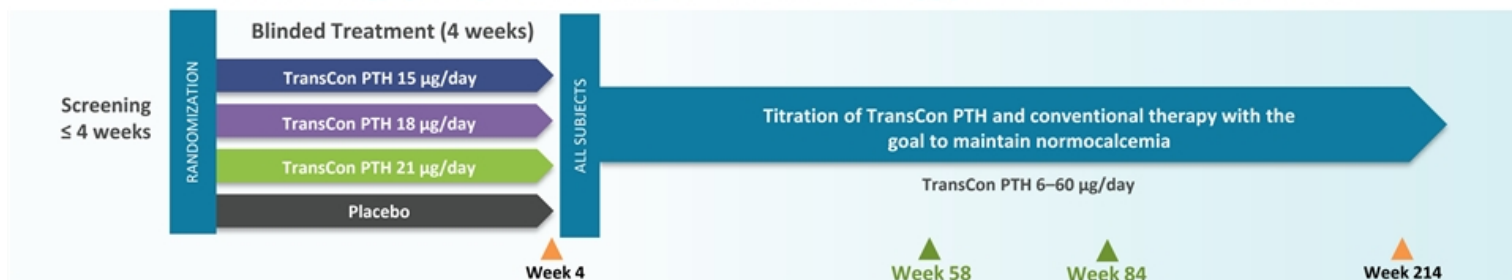 Blinded Treatment (4 weeks)
Screening
≤ 4 weeks
RANDOMIZATION
TransCon PTH 15 µg/day
TransCon PTH 18 µg/day
TransCon PTH 21 µg/day
Placebo
ALL SUBJECTS
Titration of TransCon PTH and conventional therapy with the
goal to maintain normocalcemia
TransCon PTH 6–60 µg/day
Week 4
Week 58
Week 84
Week 214